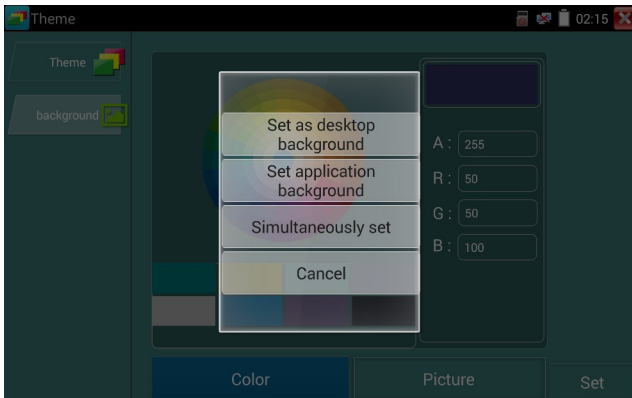 Theme
02:15
Theme
background
Set as desktop
background
Set application
background
Simultaneously set
Cancel
A : 255
R : 50
G : 50
B : 100
Color
Picture
Set